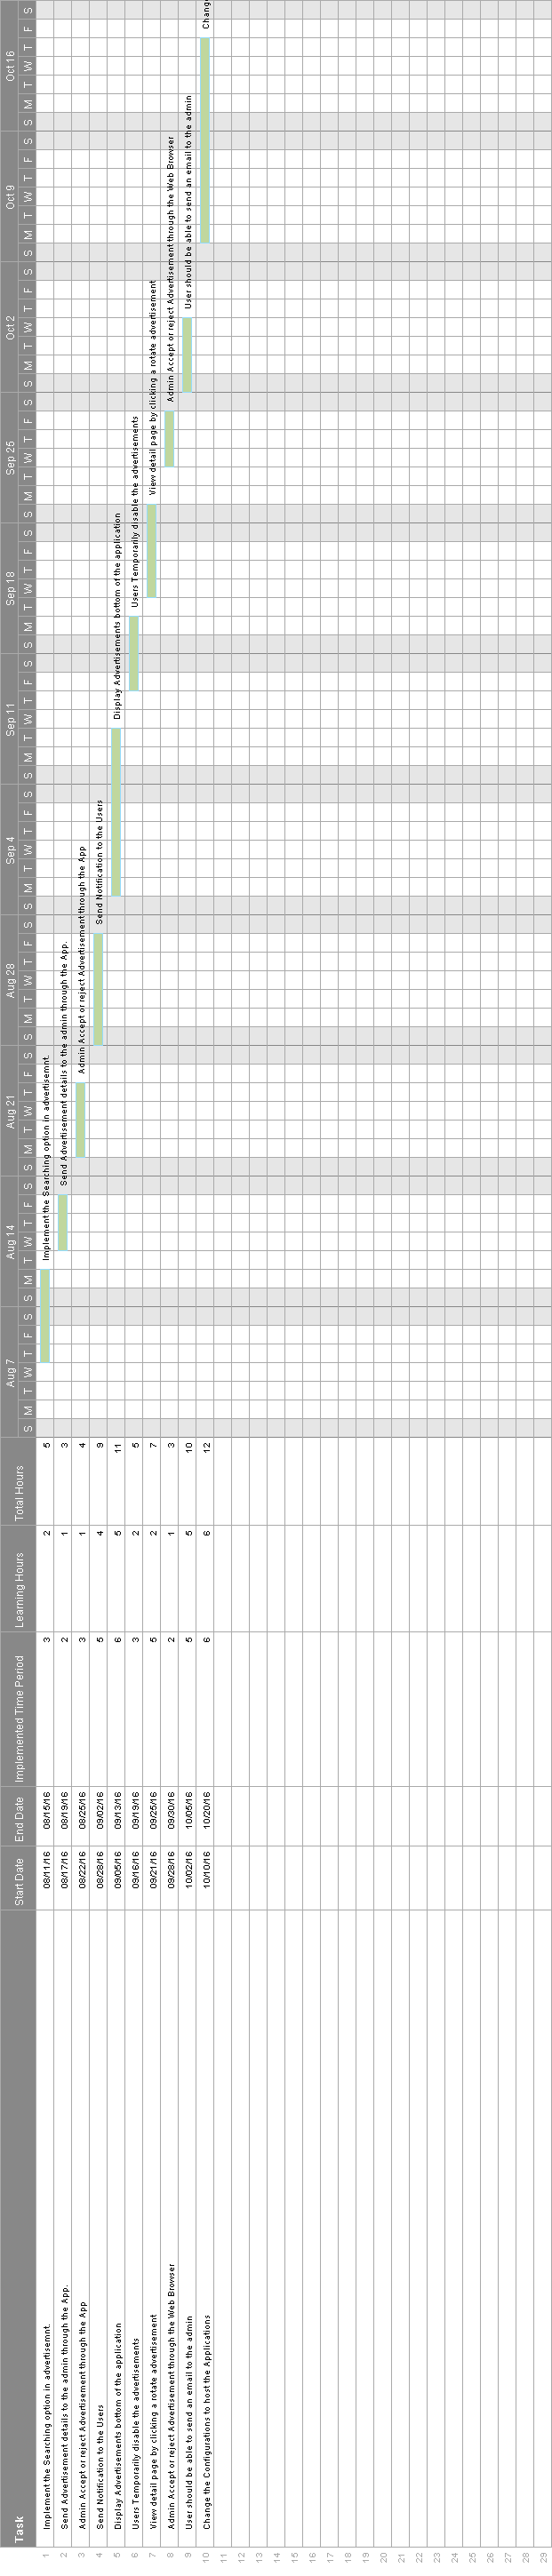 Task Start Date End Date Implemented Time Period Learning Hours Total Hours Aug 7 Aug 14 Aug 21 Aug 28 Sep 4 Sep 11 Sep 18 Sep 25 Oct 2 Oct 9 Oct 16
S M T W T F S S M T W T F S S M T W T F S S M T W T F S S M T W T F S S M T W T F S S M T W T F S S M T W T F S S M T W T F S S M T W T F S S M T W T F S
1 Implement the Searching option in advertisemnt. 08/11/16 08/15/16 3 2 5 Implement the Searching option in advertisemnt.
2 Send Advertisement details to the admin through the App. 08/17/16 08/19/16 2 1 3 Send Advertisement details to the admin through the App.
3 Admin Accept or reject Advertisement through the App 08/22/16 08/25/16 3 1 4 Admin Accept or reject Advertisement through the App
4 Send Notification to the Users 08/28/16 09/02/16 5 4 9 Send Notification to the Users
5 Display Advertisements bottom of the application 09/05/16 09/13/16 6 5 11 Display Advertisements bottom of the application
6 Users Temporarily disable the advertisements 09/16/16 09/19/16 3 2 5 Users Temporarily disable the advertisements
7 View detail page by clicking a rotate advertisement 09/21/16 09/25/16 5 2 7 View detail page by clicking a rotate advertisement
8 Admin Accept or reject Advertisement through the Web Browser 09/28/16 09/30/16 2 1 3 Admin Accept or reject Advertisement through the Web Browser
9 User should be able to send an email to the admin 10/02/16 10/05/16 5 5 10 User should be able to send an email to the admin
10 Change the Configurations to host the Applications 10/10/16 10/20/16 6 6 12 Chang
11
12
13
14
15
16
17
18
19
20
21
22
23
24
25
26
27
28
29